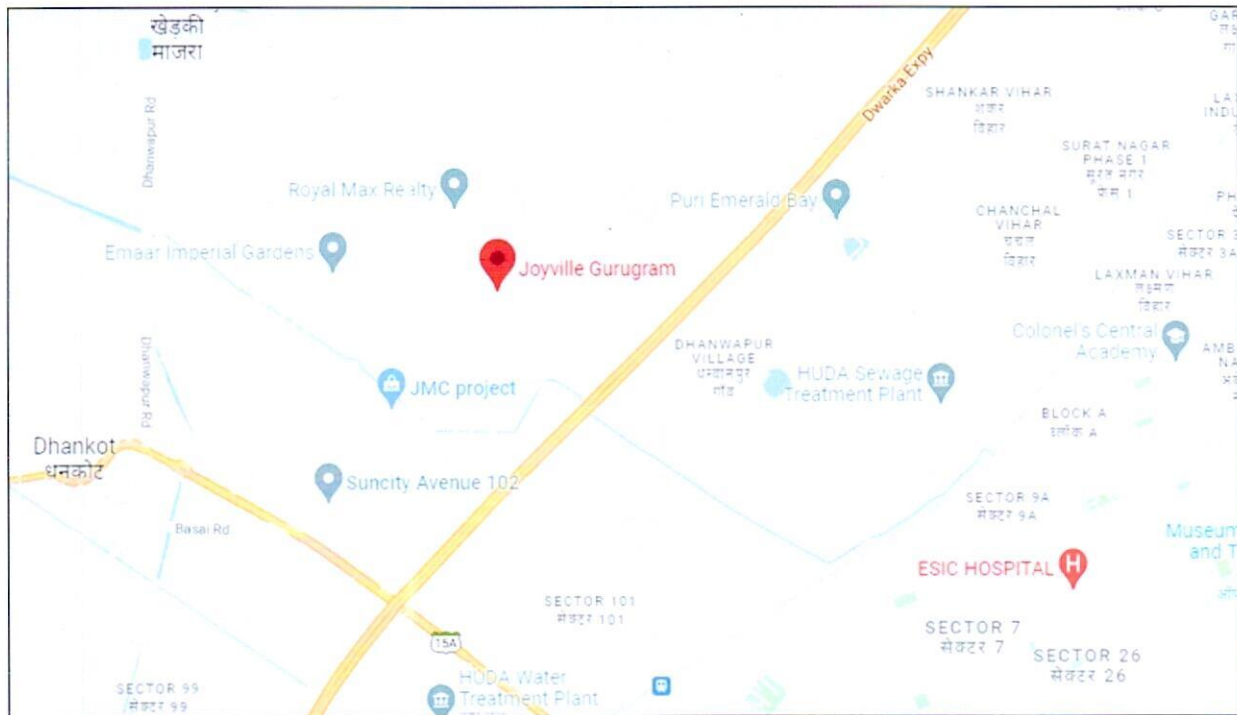 खेड़की
माजरा
Dhanwapur Rd
Dwarka Expy
SHANKAR VIHAR
शंकर
विहार
SURAT NAGAR
PHASE 1
सूरत नगर
फेस 1
Royal Max Realty
Puri Emerald Bay
CHANCHAL
VIHAR
चंचल
विहार
Emaar Imperial Gardens
Joyville Gurugram
SECTOR 3
सेक्टर 3A
LAXMAN VIHAR
लक्ष्मण
विहार
Colonel's Central
Academy
Dhanwapur Rd
DHANWAPUR
VILLAGE
गाँव
HUDA Sewage
Treatment Plant
JMC project
BLOCK A
ब्लॉक A
Dhankot
धनकोट
Suncity Avenue 102
SECTOR 9A
सेक्टर 9A
Basai Rd
Museum
and T
ESIC HOSPITAL
H
SECTOR 101
सेक्टर 101
SECTOR 7
सेक्टर 7
15A
SECTOR 26
सेक्टर 26
HUDA Water
Treatment Plant
SECTOR 99
सेक्टर 99